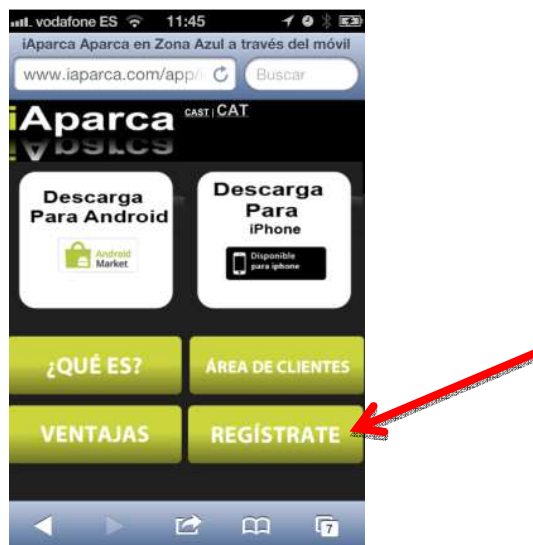 vodafone ES 11:45
iAparca Aparca en Zona Azul a través del móvil
www.iaparca.com/app/ Buscar
iAparca CAST | CAT
Descarga
Para Android
Android
Market
Descarga
Para
iPhone
Disponible
para iphone
¿QUÉ ES? ÁREA DE CLIENTES
VENTAJAS REGÍSTRATE
7